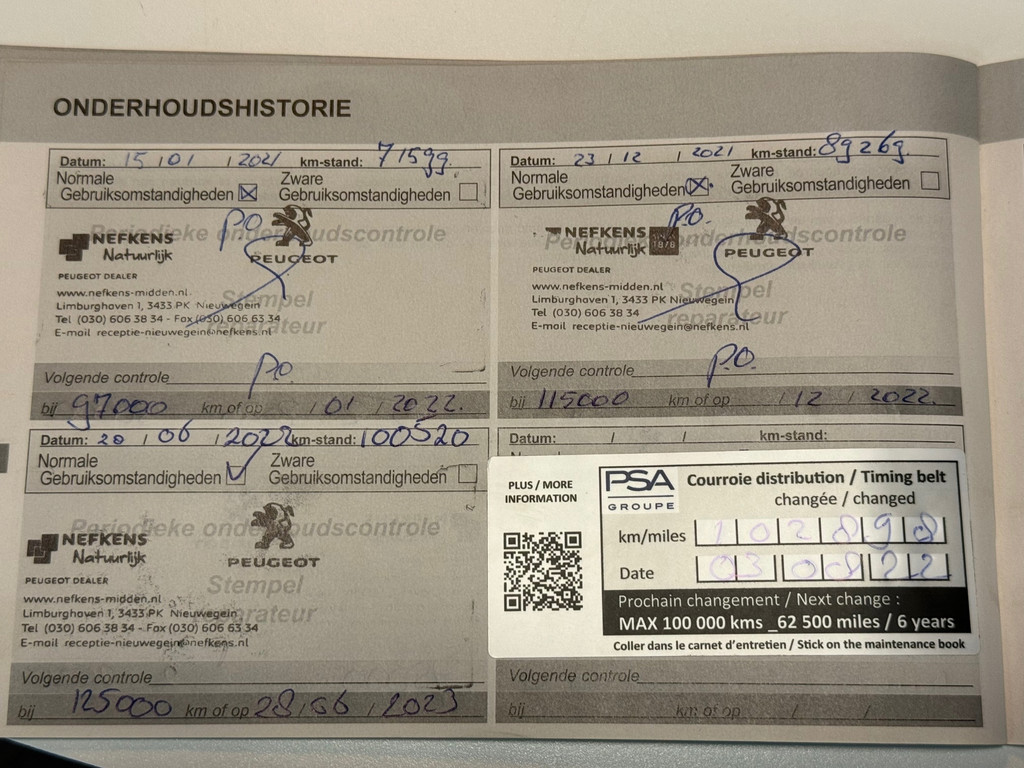 ONDERHOUDSHISTORIE
Datum: 15 / 01 / 2021 km-stand: 71599.
Normale Gebruiksomstandigheden ☒ Zware Gebruiksomstandigheden ☐
Periodieke onderhoudscontrole
P.O.
NEFKENS
Natuurlijk
PEUGEOT
PEUGEOT DEALER
www.nefkens-midden.nl
Limburghaven 1, 3433 PK Nieuwegein
Tel (030) 606 38 34 - Fax (030) 606 63 34
E-mail receptie-nieuwegein@nefkens.nl
Stempel
reparateur
Volgende controle P.O.
bij 97000 km of op / 01 / 2022.
Datum: 23 / 12 / 2021 km-stand: 89269.
Normale Gebruiksomstandigheden ☒ Zware Gebruiksomstandigheden ☐
Periodieke onderhoudscontrole
P.O.
NEFKENS
Natuurlijk
1878
PEUGEOT
PEUGEOT DEALER
www.nefkens-midden.nl
Limburghaven 1, 3433 PK Nieuwegein
Tel (030) 606 38 34
E-mail receptie-nieuwegein@nefkens.nl
Stempel
reparateur
Volgende controle P.O.
bij 115000 km of op / 12 / 2022.
Datum: 20 / 06 / 2022 km-stand: 100520
Normale Gebruiksomstandigheden ☑ Zware Gebruiksomstandigheden ☐
Periodieke onderhoudscontrole
NEFKENS
Natuurlijk
PEUGEOT
PEUGEOT DEALER
www.nefkens-midden.nl
Limburghaven 1, 3433 PK Nieuwegein
Tel (030) 606 38 34 - Fax (030) 606 63 34
E-mail receptie-nieuwegein@nefkens.nl
Stempel
reparateur
Volgende controle
bij 125000 km of op 28 / 06 / 2023
Datum: / / km-stand:
PLUS / MORE
INFORMATION
PSA
GROUPE
Courroie distribution / Timing belt
changée / changed
km/miles 102898
Date 03 08 22
Prochain changement / Next change :
MAX 100 000 kms _62 500 miles / 6 years
Coller dans le carnet d'entretien / Stick on the maintenance book
Volgende controle
bij km of op / /